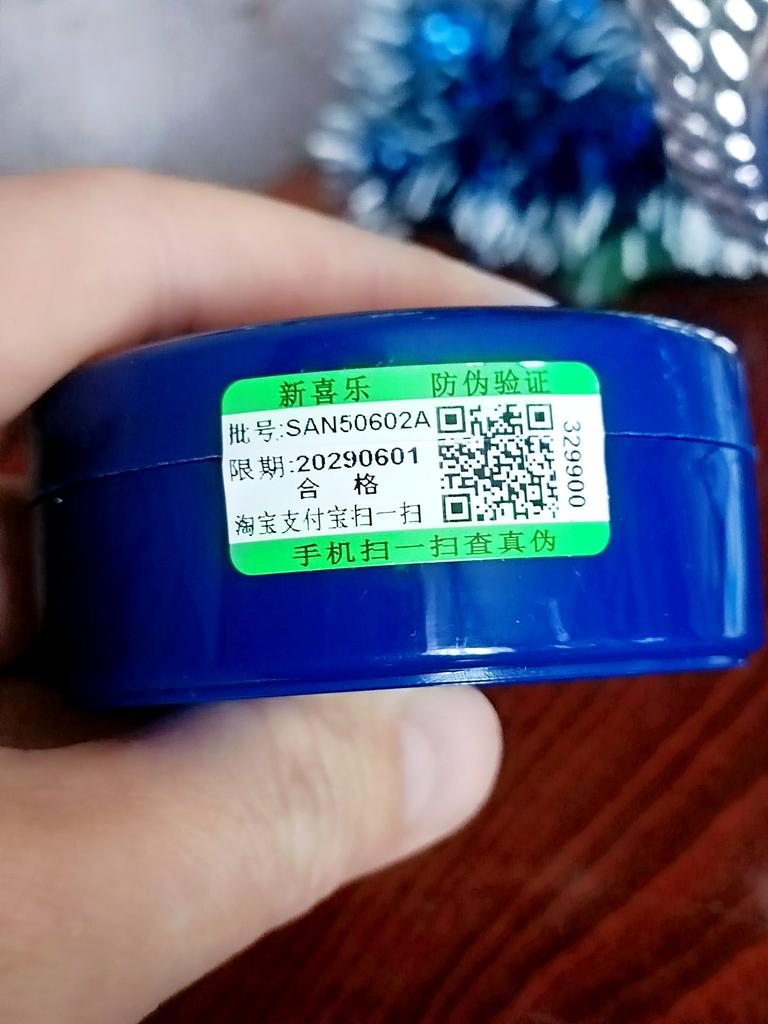 新喜乐 防伪验证
批号:SAN50602A
限期:20290601
合 格
淘宝支付宝扫一扫
329900
手机扫一扫查真伪